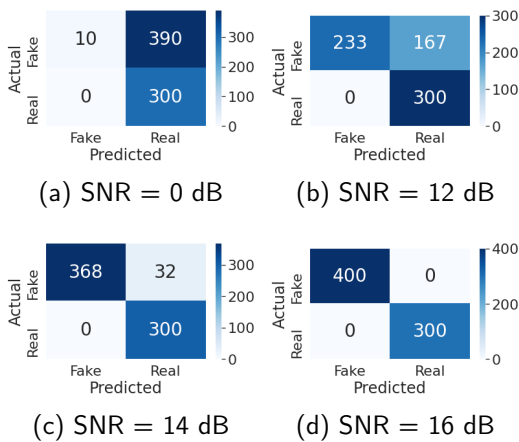 Actual
Fake
Real
10
390
0
300
Fake
Real
Predicted
300
200
100
0
(a) SNR = 0 dB
Actual
Fake
Real
233
167
0
300
Fake
Real
Predicted
300
200
100
0
(b) SNR = 12 dB
Actual
Fake
Real
368
32
0
300
Fake
Real
Predicted
300
200
100
0
(c) SNR = 14 dB
Actual
Fake
Real
400
0
0
300
Fake
Real
Predicted
400
200
0
(d) SNR = 16 dB